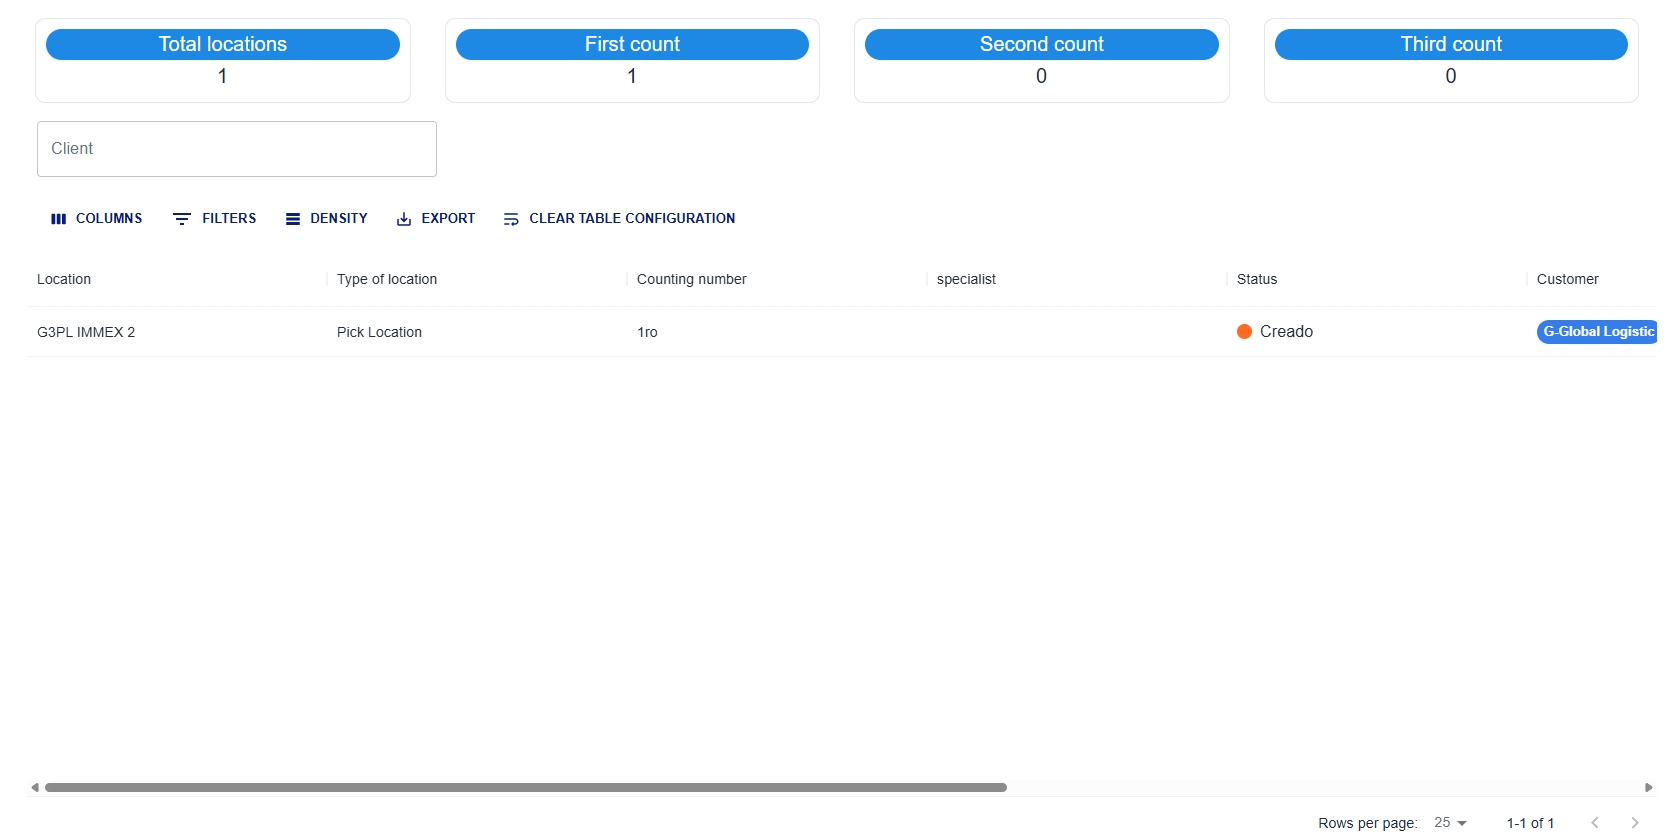 Total locations
1
First count
1
Second count
0
Third count
0
Client
COLUMNS FILTERS DENSITY EXPORT CLEAR TABLE CONFIGURATION
Location Type of location Counting number specialist Status Customer
G3PL IMMEX 2 Pick Location 1ro Creado G-Global Logistic
Rows per page: 25 1-1 of 1